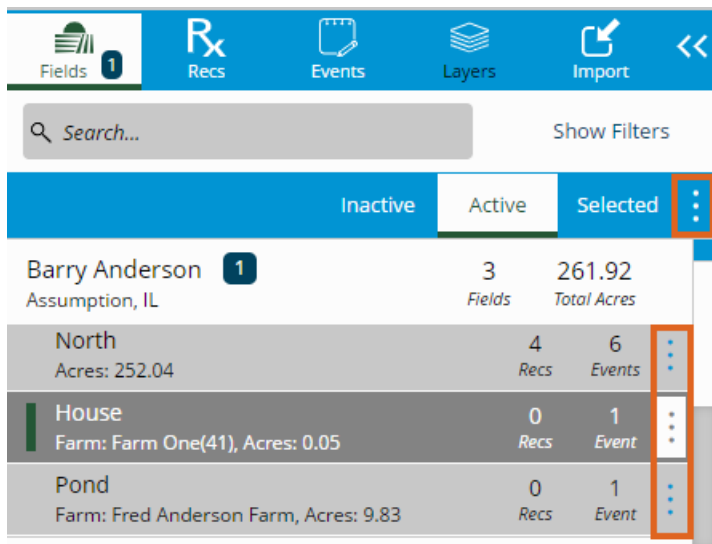 Fields 1 Recs Events Layers Import
Search... Show Filters
Inactive Active Selected
Barry Anderson 1 3 261.92
Assumption, IL Fields Total Acres
North 4 6
Acres: 252.04 Recs Events
House 0 1
Farm: Farm One(41), Acres: 0.05 Recs Event
Pond 0 1
Farm: Fred Anderson Farm, Acres: 9.83 Recs Event